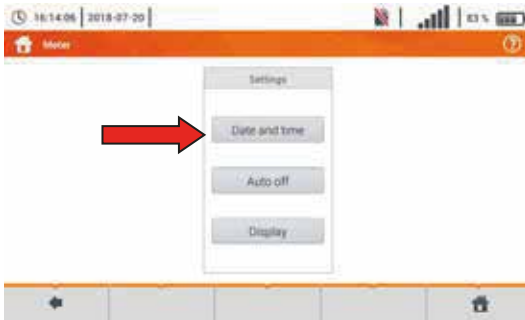 16:14:06 2018-07-20 83 %
Meter
Settings
Date and time
Auto off
Display